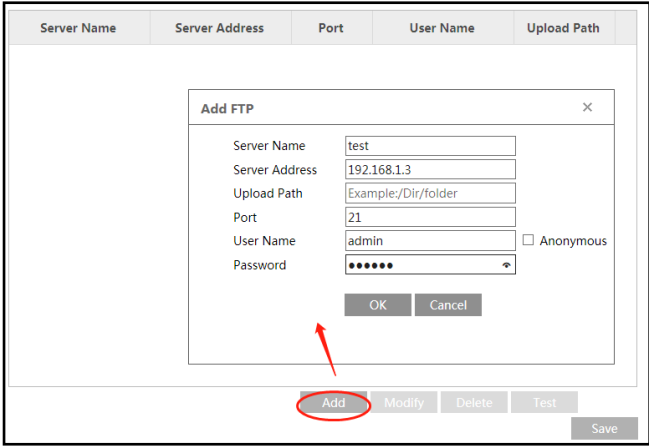 Server Name Server Address Port User Name Upload Path
Add FTP ×
Server Name test
Server Address 192.168.1.3
Upload Path Example:/Dir/folder
Port 21
User Name admin Anonymous
Password ●●●●●●
OK Cancel
Add Modify Delete Test
Save